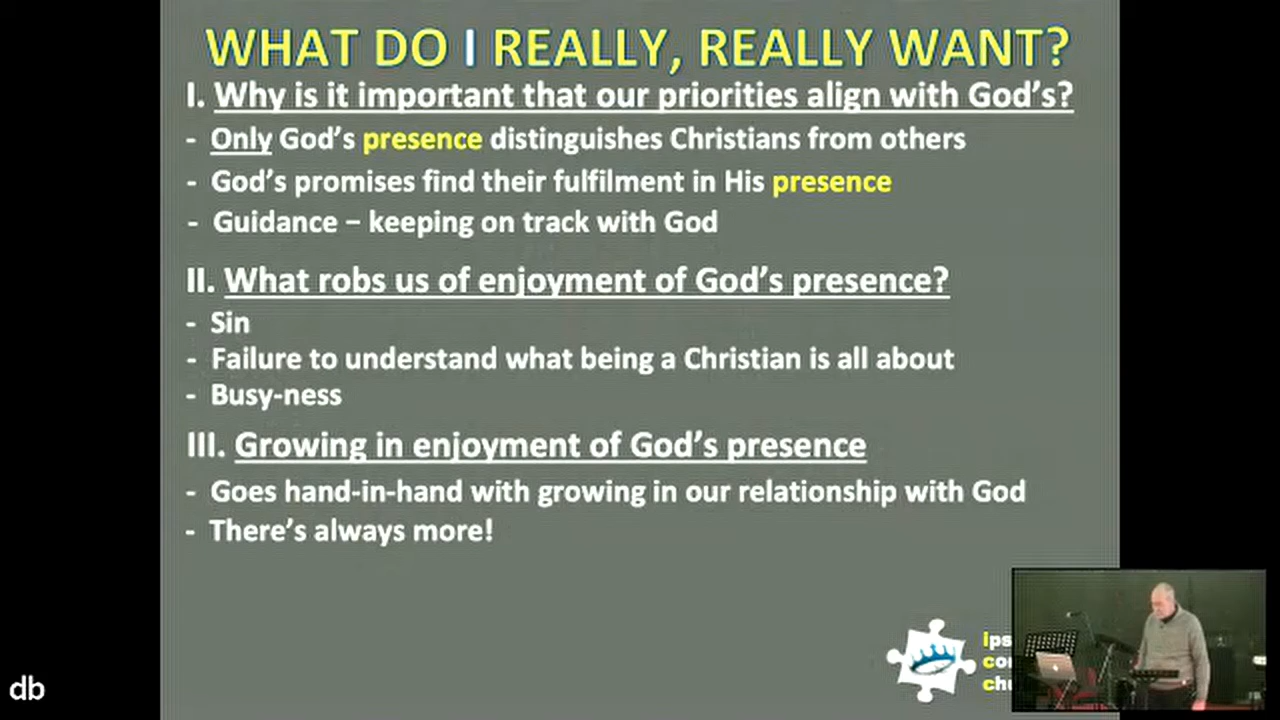 WHAT DO I REALLY, REALLY WANT?
I. Why is it important that our priorities align with God's?
- Only God's presence distinguishes Christians from others
- God's promises find their fulfilment in His presence
- Guidance – keeping on track with God
II. What robs us of enjoyment of God's presence?
- Sin
- Failure to understand what being a Christian is all about
- Busy-ness
III. Growing in enjoyment of God's presence
- Goes hand-in-hand with growing in our relationship with God
- There's always more!
db